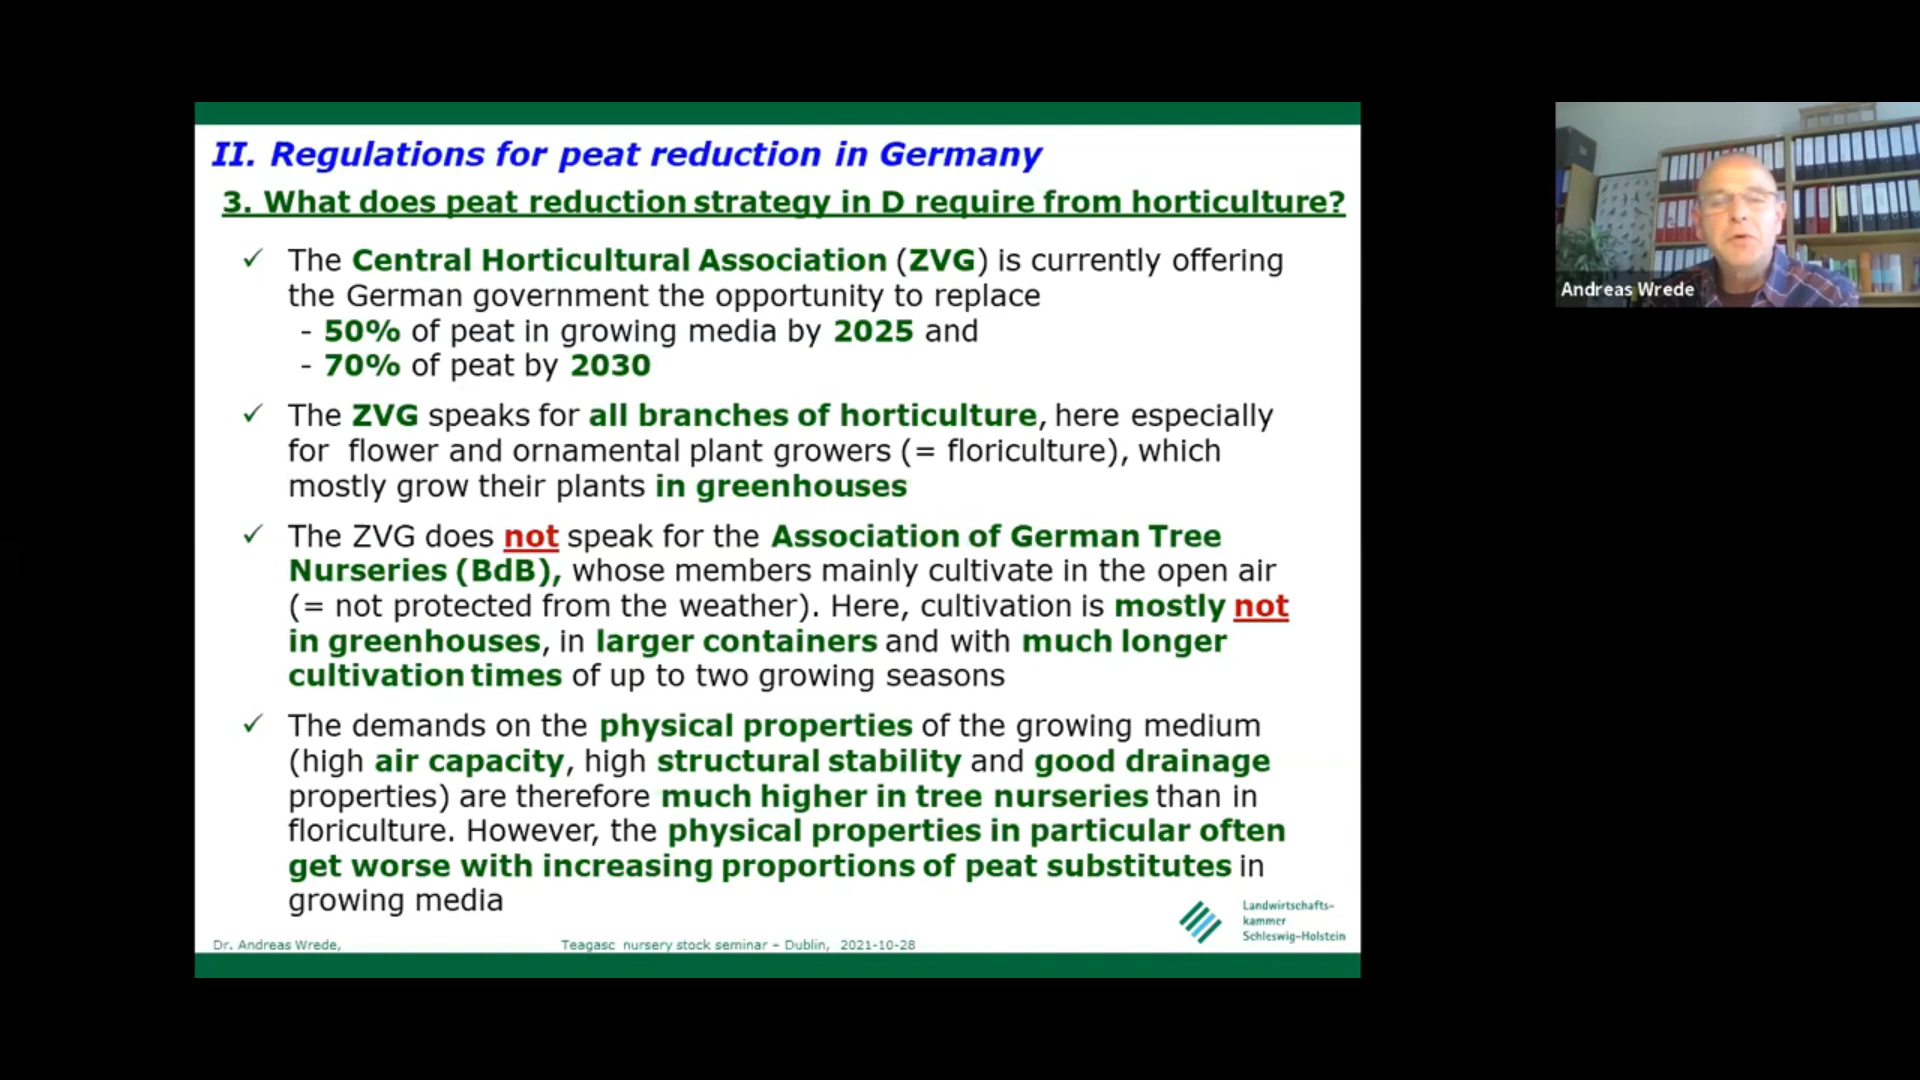 II. Regulations for peat reduction in Germany
3. What does peat reduction strategy in D require from horticulture?
✓ The Central Horticultural Association (ZVG) is currently offering
the German government the opportunity to replace
- 50% of peat in growing media by 2025 and
- 70% of peat by 2030
✓ The ZVG speaks for all branches of horticulture, here especially
for flower and ornamental plant growers (= floriculture), which
mostly grow their plants in greenhouses
✓ The ZVG does not speak for the Association of German Tree
Nurseries (BdB), whose members mainly cultivate in the open air
(= not protected from the weather). Here, cultivation is mostly not
in greenhouses, in larger containers and with much longer
cultivation times of up to two growing seasons
✓ The demands on the physical properties of the growing medium
(high air capacity, high structural stability and good drainage
properties) are therefore much higher in tree nurseries than in
floriculture. However, the physical properties in particular often
get worse with increasing proportions of peat substitutes in
growing media
Landwirtschafts-
kammer
Schleswig-Holstein
Dr. Andreas Wrede,
Teagasc nursery stock seminar – Dublin, 2021-10-28
Andreas Wrede